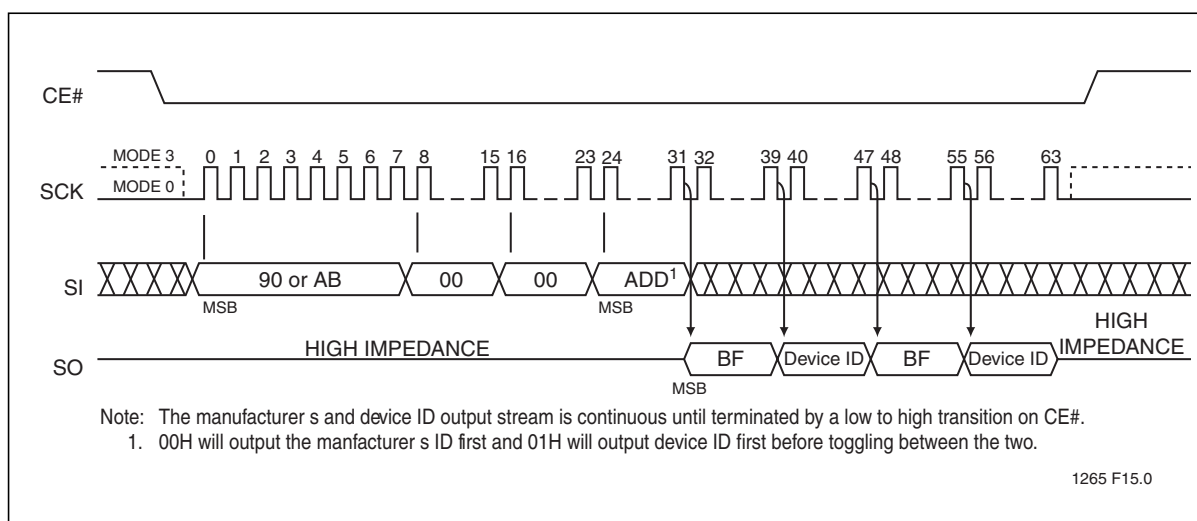 CE#
MODE 3
0 1 2 3 4 5 6 7 8 15 16 23 24 31 32 39 40 47 48 55 56 63
SCK
MODE 0
SI
90 or AB 00 00 ADD1
MSB
HIGH IMPEDANCE
HIGH IMPEDANCE
SO
BF Device ID BF Device ID
MSB
Note: The manufacturer s and device ID output stream is continuous until terminated by a low to high transition on CE#.
1. 00H will output the manfacturer s ID first and 01H will output device ID first before toggling between the two.
1265 F15.0